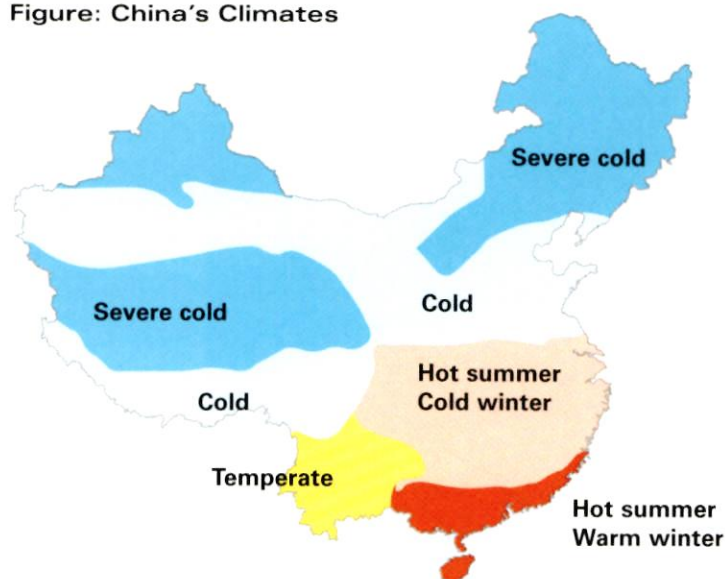 Figure: China's Climates
Severe cold
Severe cold
Cold
Cold
Hot summer
Cold winter
Temperate
Hot summer
Warm winter